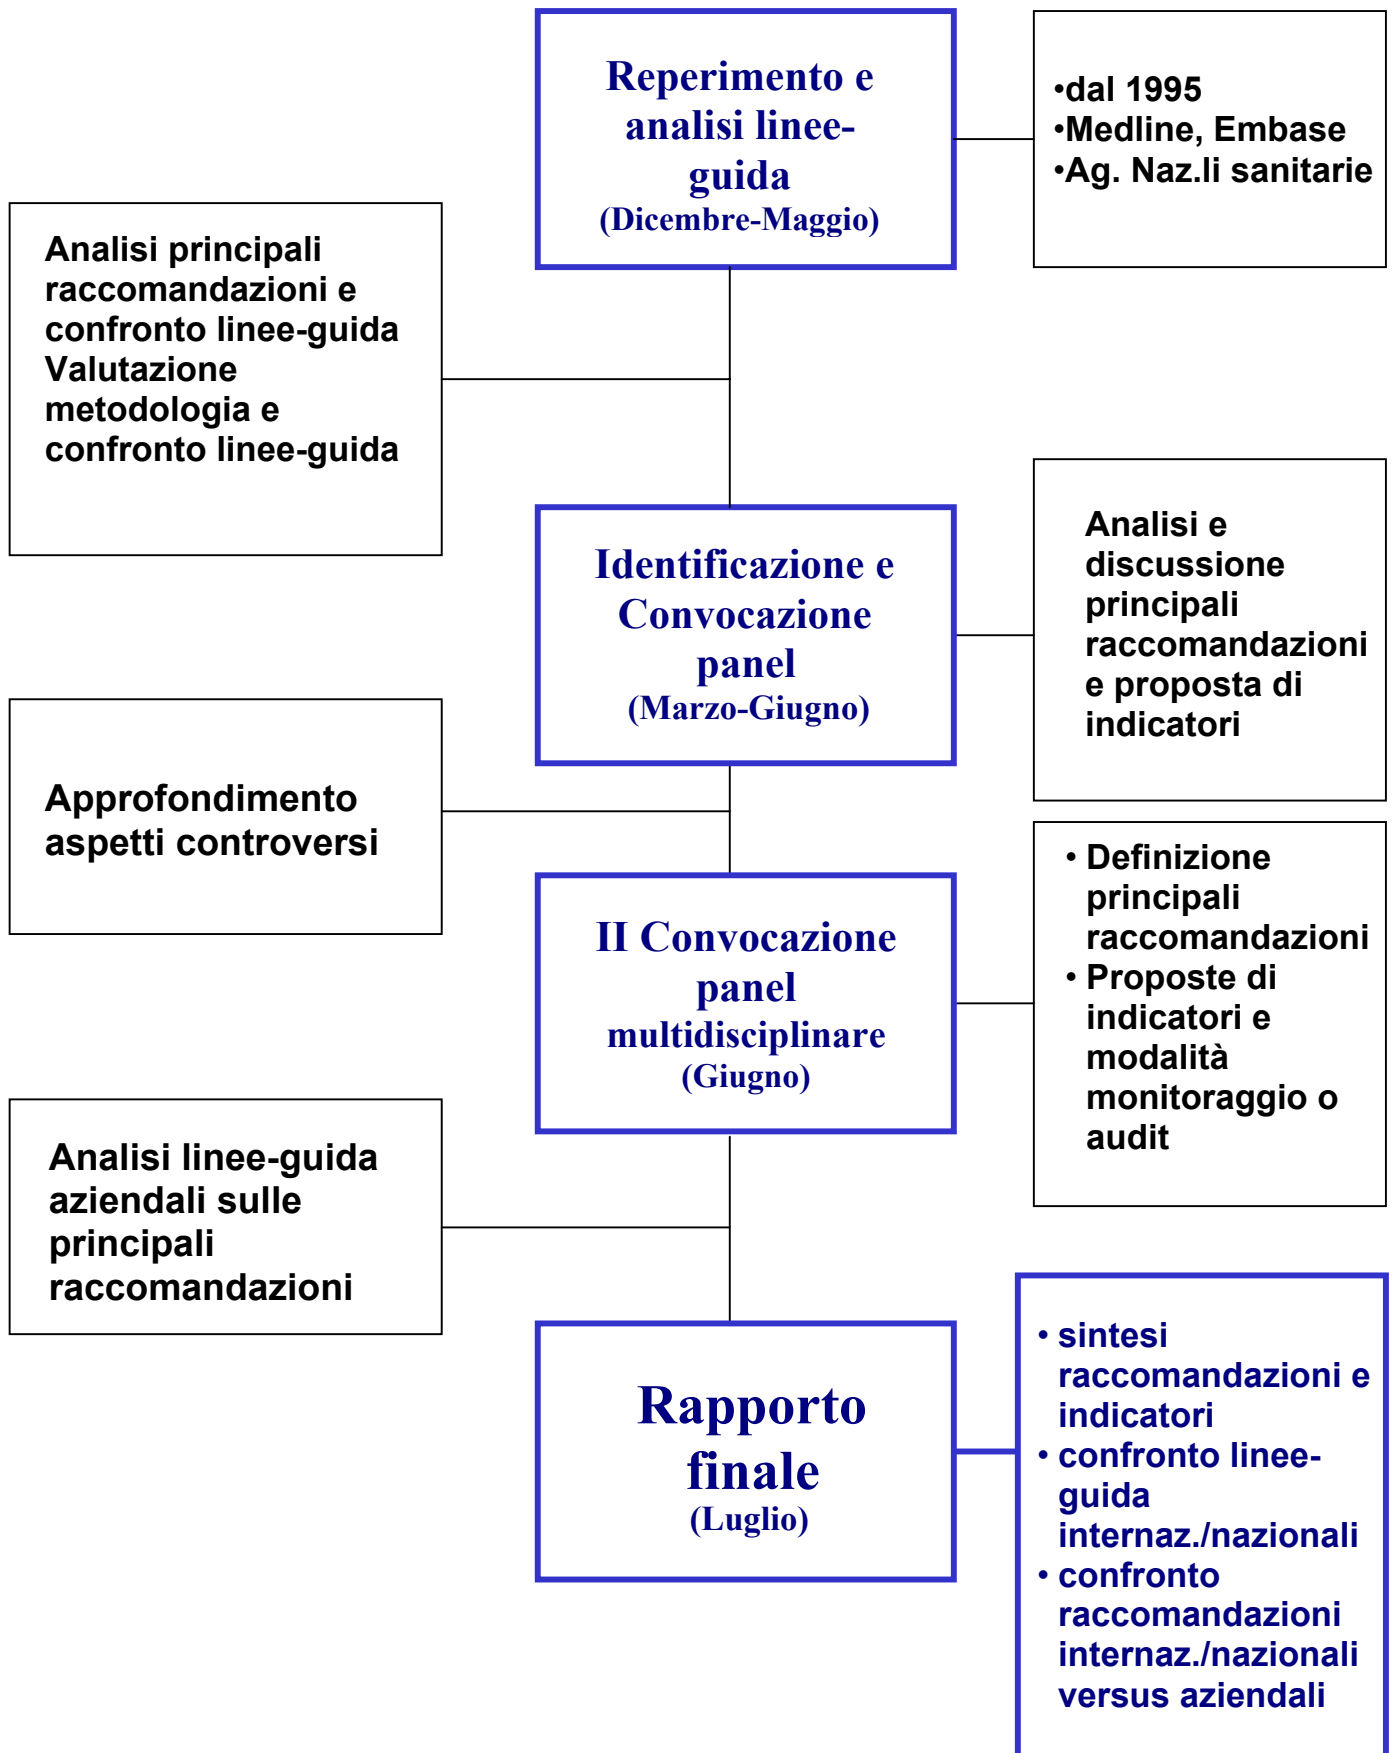 Reperimento e
analisi linee-
guida
(Dicembre-Maggio)
•dal 1995
•Medline, Embase
•Ag. Naz.li sanitarie
Analisi principali
raccomandazioni e
confronto linee-guida
Valutazione
metodologia e
confronto linee-guida
Identificazione e
Convocazione
panel
(Marzo-Giugno)
Analisi e
discussione
principali
raccomandazioni
e proposta di
indicatori
Approfondimento
aspetti controversi
II Convocazione
panel
multidisciplinare
(Giugno)
• Definizione
principali
raccomandazioni
• Proposte di
indicatori e
modalità
monitoraggio o
audit
Analisi linee-guida
aziendali sulle
principali
raccomandazioni
Rapporto
finale
(Luglio)
• sintesi
raccomandazioni e
indicatori
• confronto linee-
guida
internaz./nazionali
• confronto
raccomandazioni
internaz./nazionali
versus aziendali